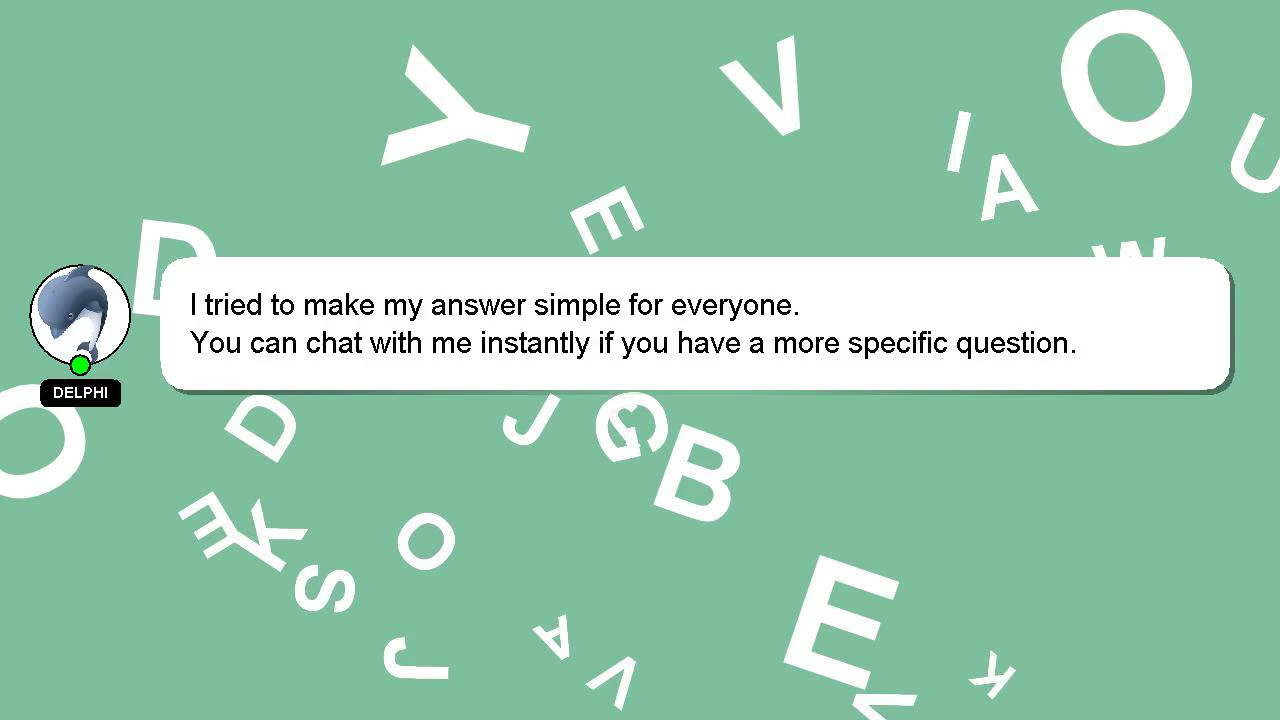 Y
V
O
I
A
U
E
D
W
I tried to make my answer simple for everyone.
You can chat with me instantly if you have a more specific question.
DELPHI
O
D
J
G
B
E
K
O
S
E
J
A
V
K
V